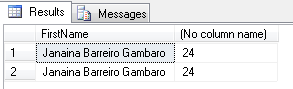 Results Messages
FirstName (No column name)
1 Janaina Barreiro Gambaro 24
2 Janaina Barreiro Gambaro 24